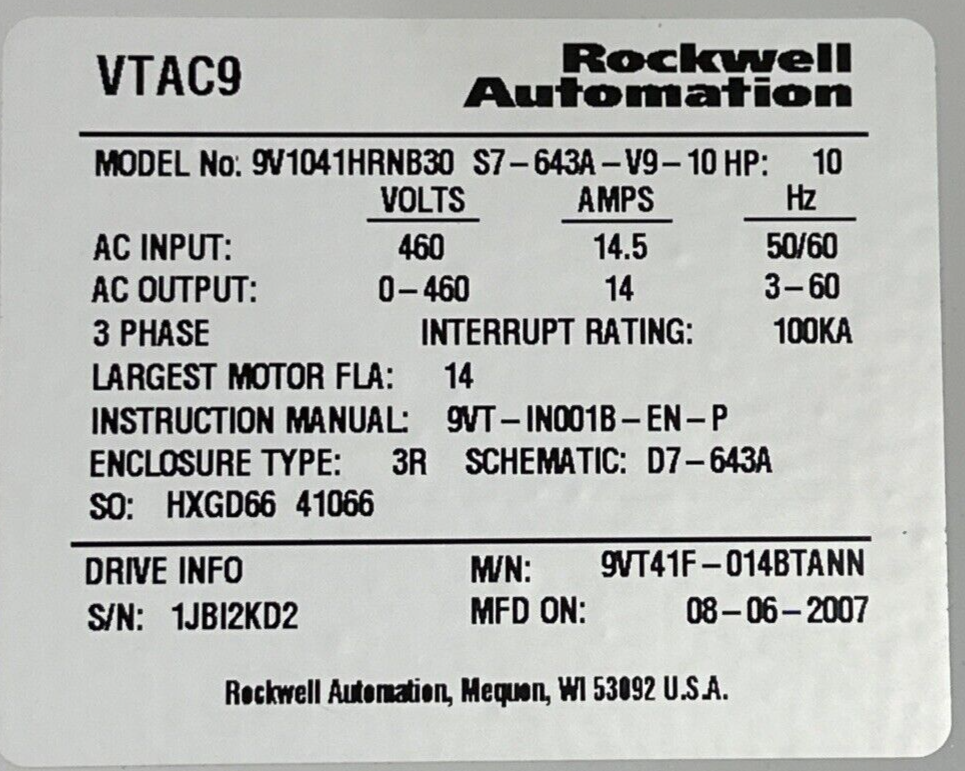 VTAC9 Rockwell Automation
MODEL No: 9V1041HRNB30 S7-643A-V9-10 HP: 10
VOLTS AMPS Hz
AC INPUT: 460 14.5 50/60
AC OUTPUT: 0-460 14 3-60
3 PHASE INTERRUPT RATING: 100KA
LARGEST MOTOR FLA: 14
INSTRUCTION MANUAL: 9VT-IN001B-EN-P
ENCLOSURE TYPE: 3R SCHEMATIC: D7-643A
SO: HXGD66 41066
DRIVE INFO M/N: 9VT41F-014BTANN
S/N: 1JBI2KD2 MFD ON: 08-06-2007
Rockwell Automation, Mequon, WI 53092 U.S.A.